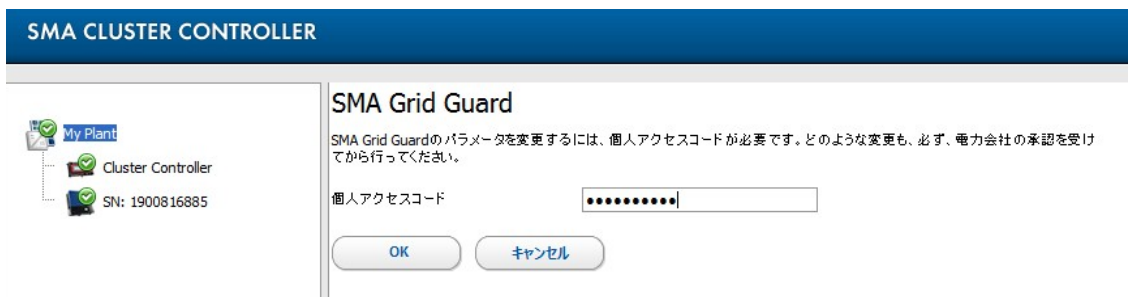 SMA CLUSTER CONTROLLER
My Plant
Cluster Controller
SN: 1900816885
SMA Grid Guard
SMA Grid Guardのパラメータを変更するには、個人アクセスコードが必要です。どのような変更も、必ず、電力会社の承認を受け
てから行ってください。
個人アクセスコード
••••••••••
OK
キャンセル